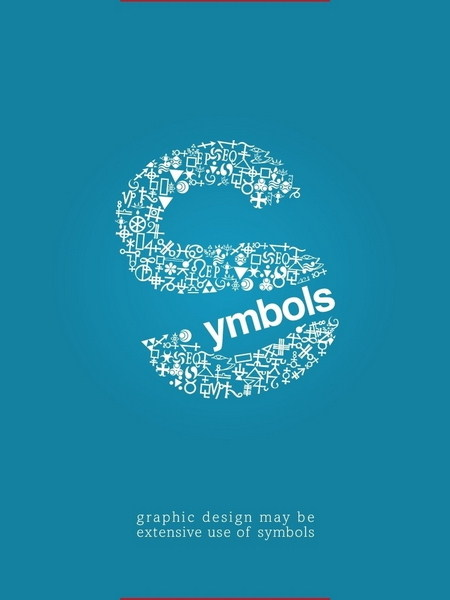 Symbols
graphic design may be
extensive use of symbols